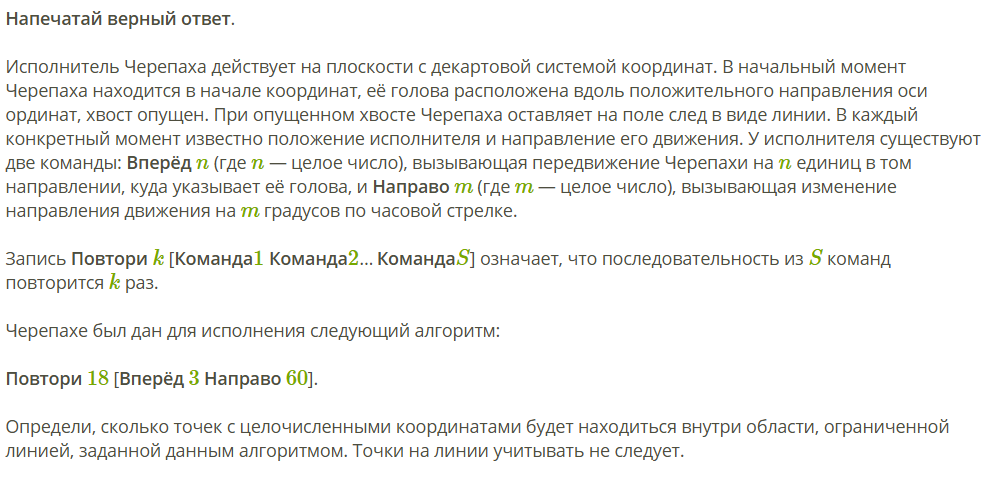 Напечатай верный ответ.
Исполнитель Черепаха действует на плоскости с декартовой системой координат. В начальный момент
Черепаха находится в начале координат, её голова расположена вдоль положительного направления оси
ординат, хвост опущен. При опущенном хвосте Черепаха оставляет на поле след в виде линии. В каждый
конкретный момент известно положение исполнителя и направление его движения. У исполнителя существуют
две команды: Вперёд n (где n — целое число), вызывающая передвижение Черепахи на n единиц в том
направлении, куда указывает её голова, и Направо m (где m — целое число), вызывающая изменение
направления движения на m градусов по часовой стрелке.
Запись Повтори k [Команда1 Команда2... КомандаS] означает, что последовательность из S команд
повторится k раз.
Черепахе был дан для исполнения следующий алгоритм:
Повтори 18 [Вперёд 3 Направо 60].
Определи, сколько точек с целочисленными координатами будет находиться внутри области, ограниченной
линией, заданной данным алгоритмом. Точки на линии учитывать не следует.